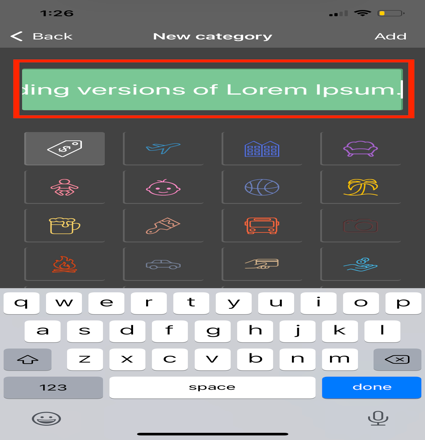 1:26
Back New category Add
ding versions of Lorem Ipsum.
q w e r t y u i o p
a s d f g h j k l
z x c v b n m
123 space done